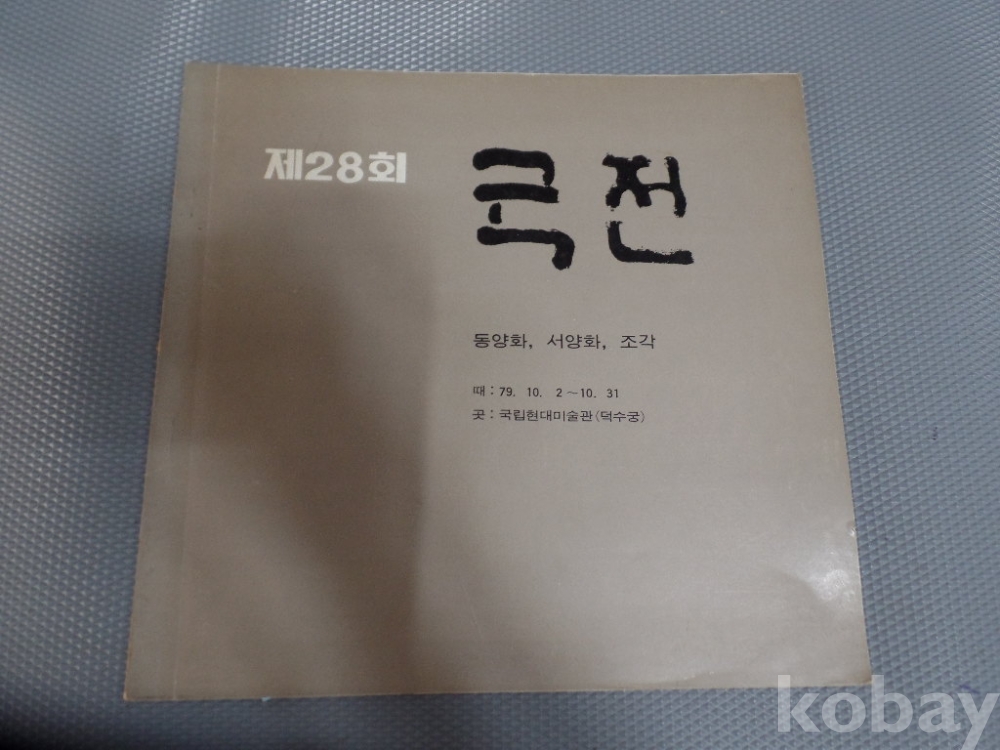 제28회 국전
동양화, 서양화, 조각
때 : 79. 10. 2~10. 31
곳 : 국립현대미술관(덕수궁)
kobay